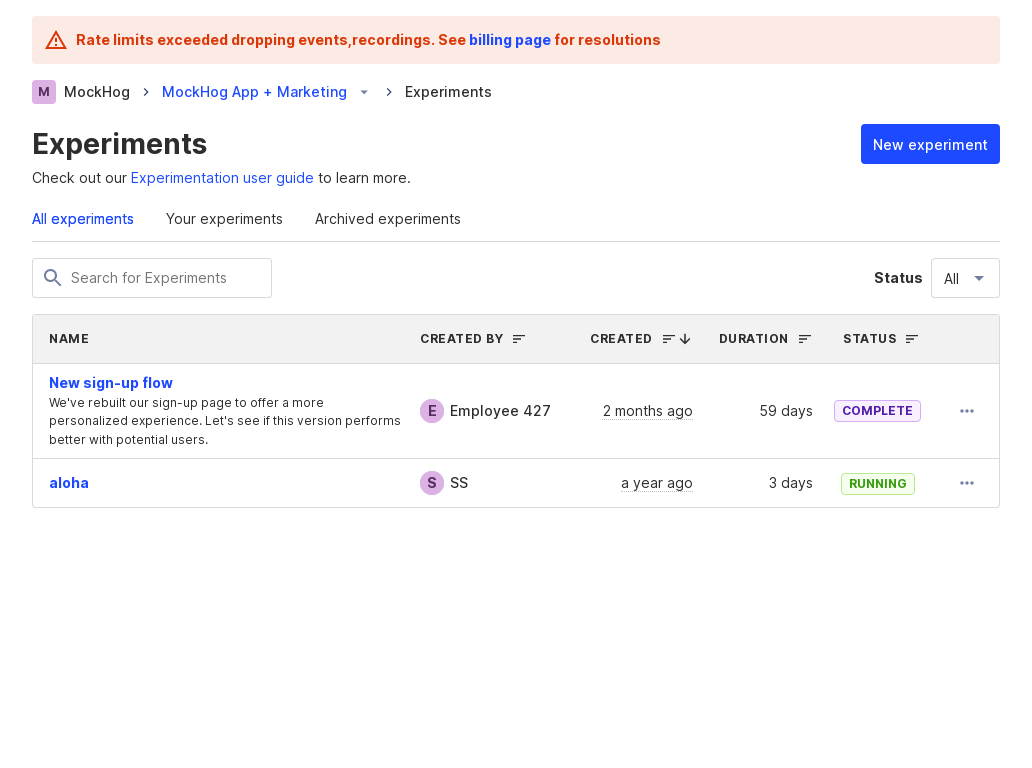 Rate limits exceeded dropping events,recordings. See billing page for resolutions
M MockHog MockHog App + Marketing Experiments
Experiments
New experiment
Check out our Experimentation user guide to learn more.
All experiments Your experiments Archived experiments
Search for Experiments
Status All
NAME CREATED BY CREATED DURATION STATUS
New sign-up flow
We've rebuilt our sign-up page to offer a more
personalized experience. Let's see if this version performs
better with potential users.
E Employee 427 2 months ago 59 days COMPLETE
aloha S SS a year ago 3 days RUNNING